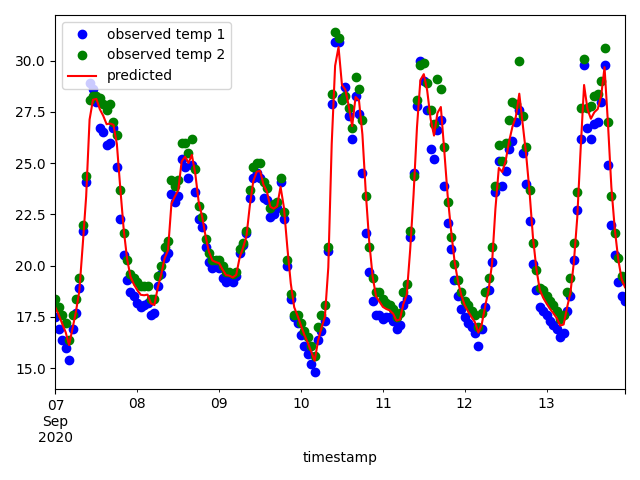 observed temp 1
observed temp 2
predicted
30.0
27.5
25.0
22.5
20.0
17.5
15.0
07 08 09 10 11 12 13
Sep
2020
timestamp